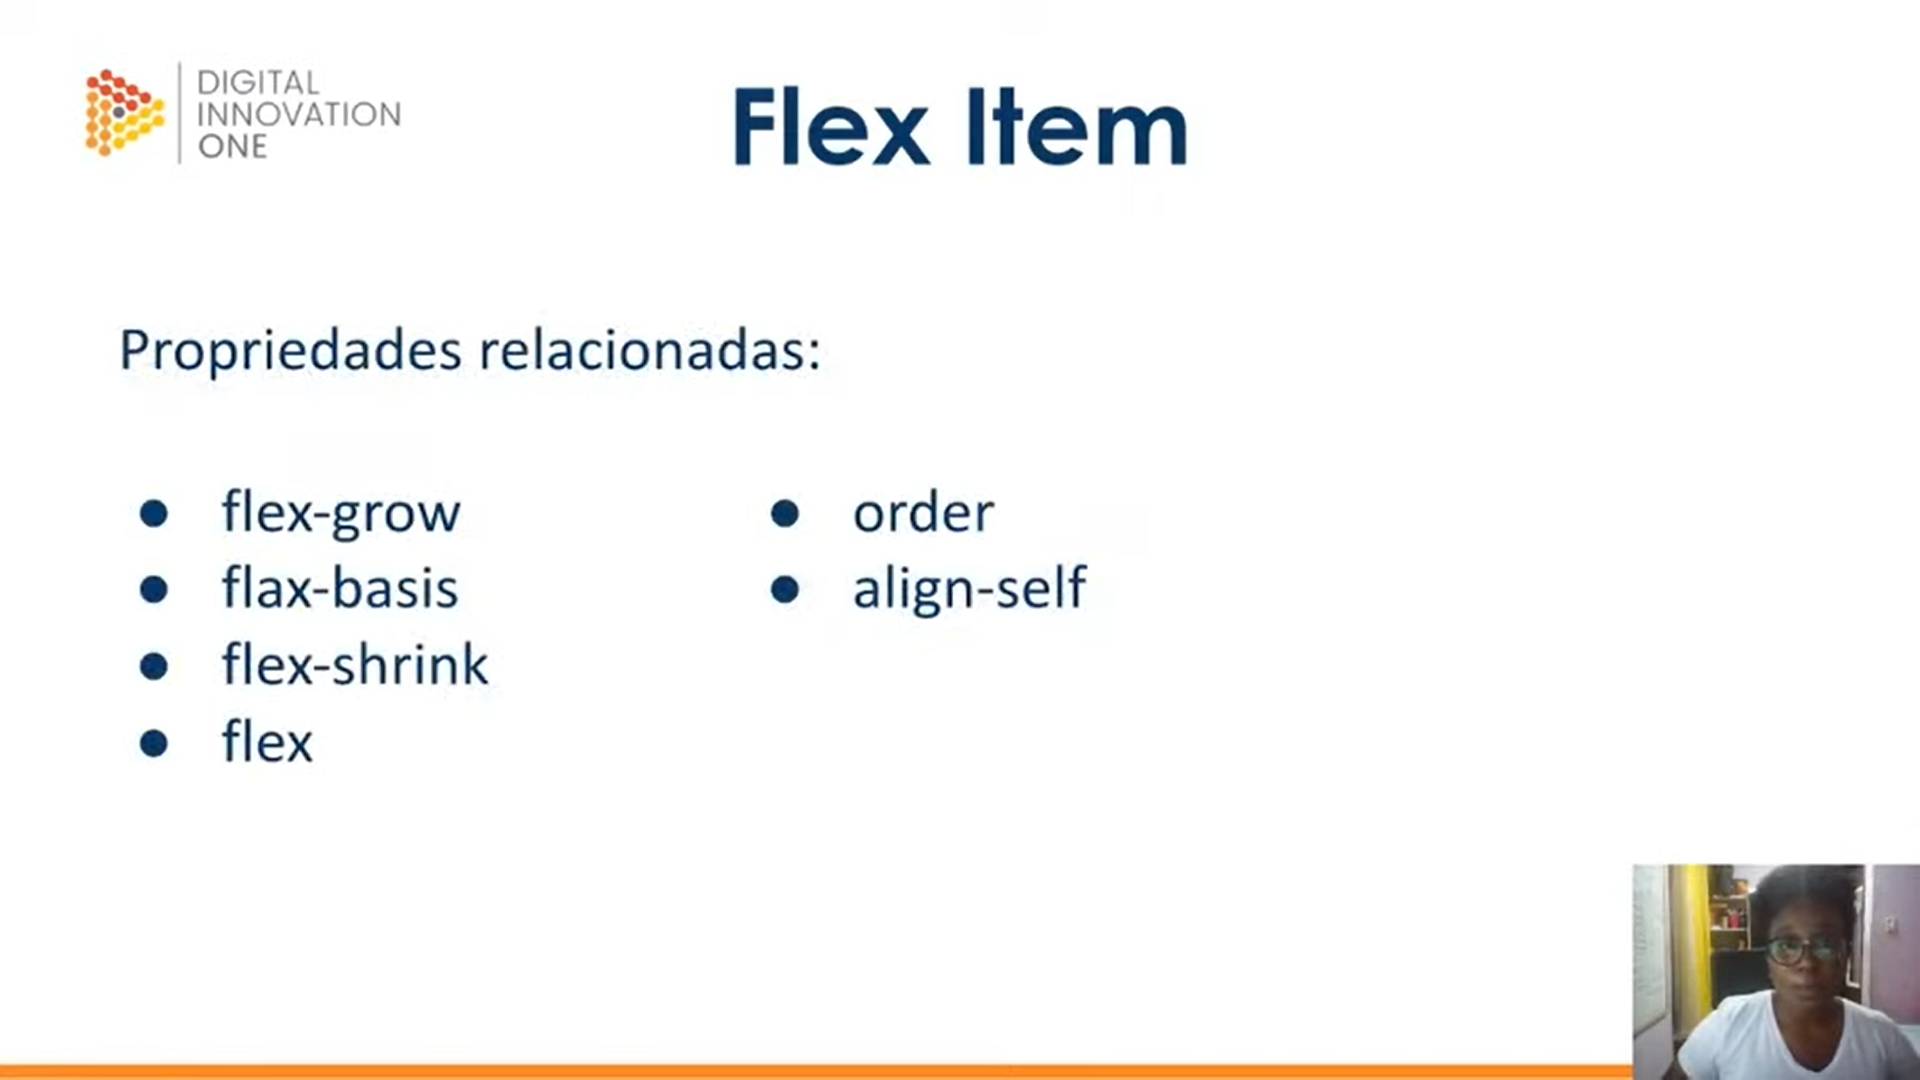 DIGITAL
INNOVATION
ONE
Flex Item
Propriedades relacionadas:
● flex-grow
● flax-basis
● flex-shrink
● flex
● order
● align-self